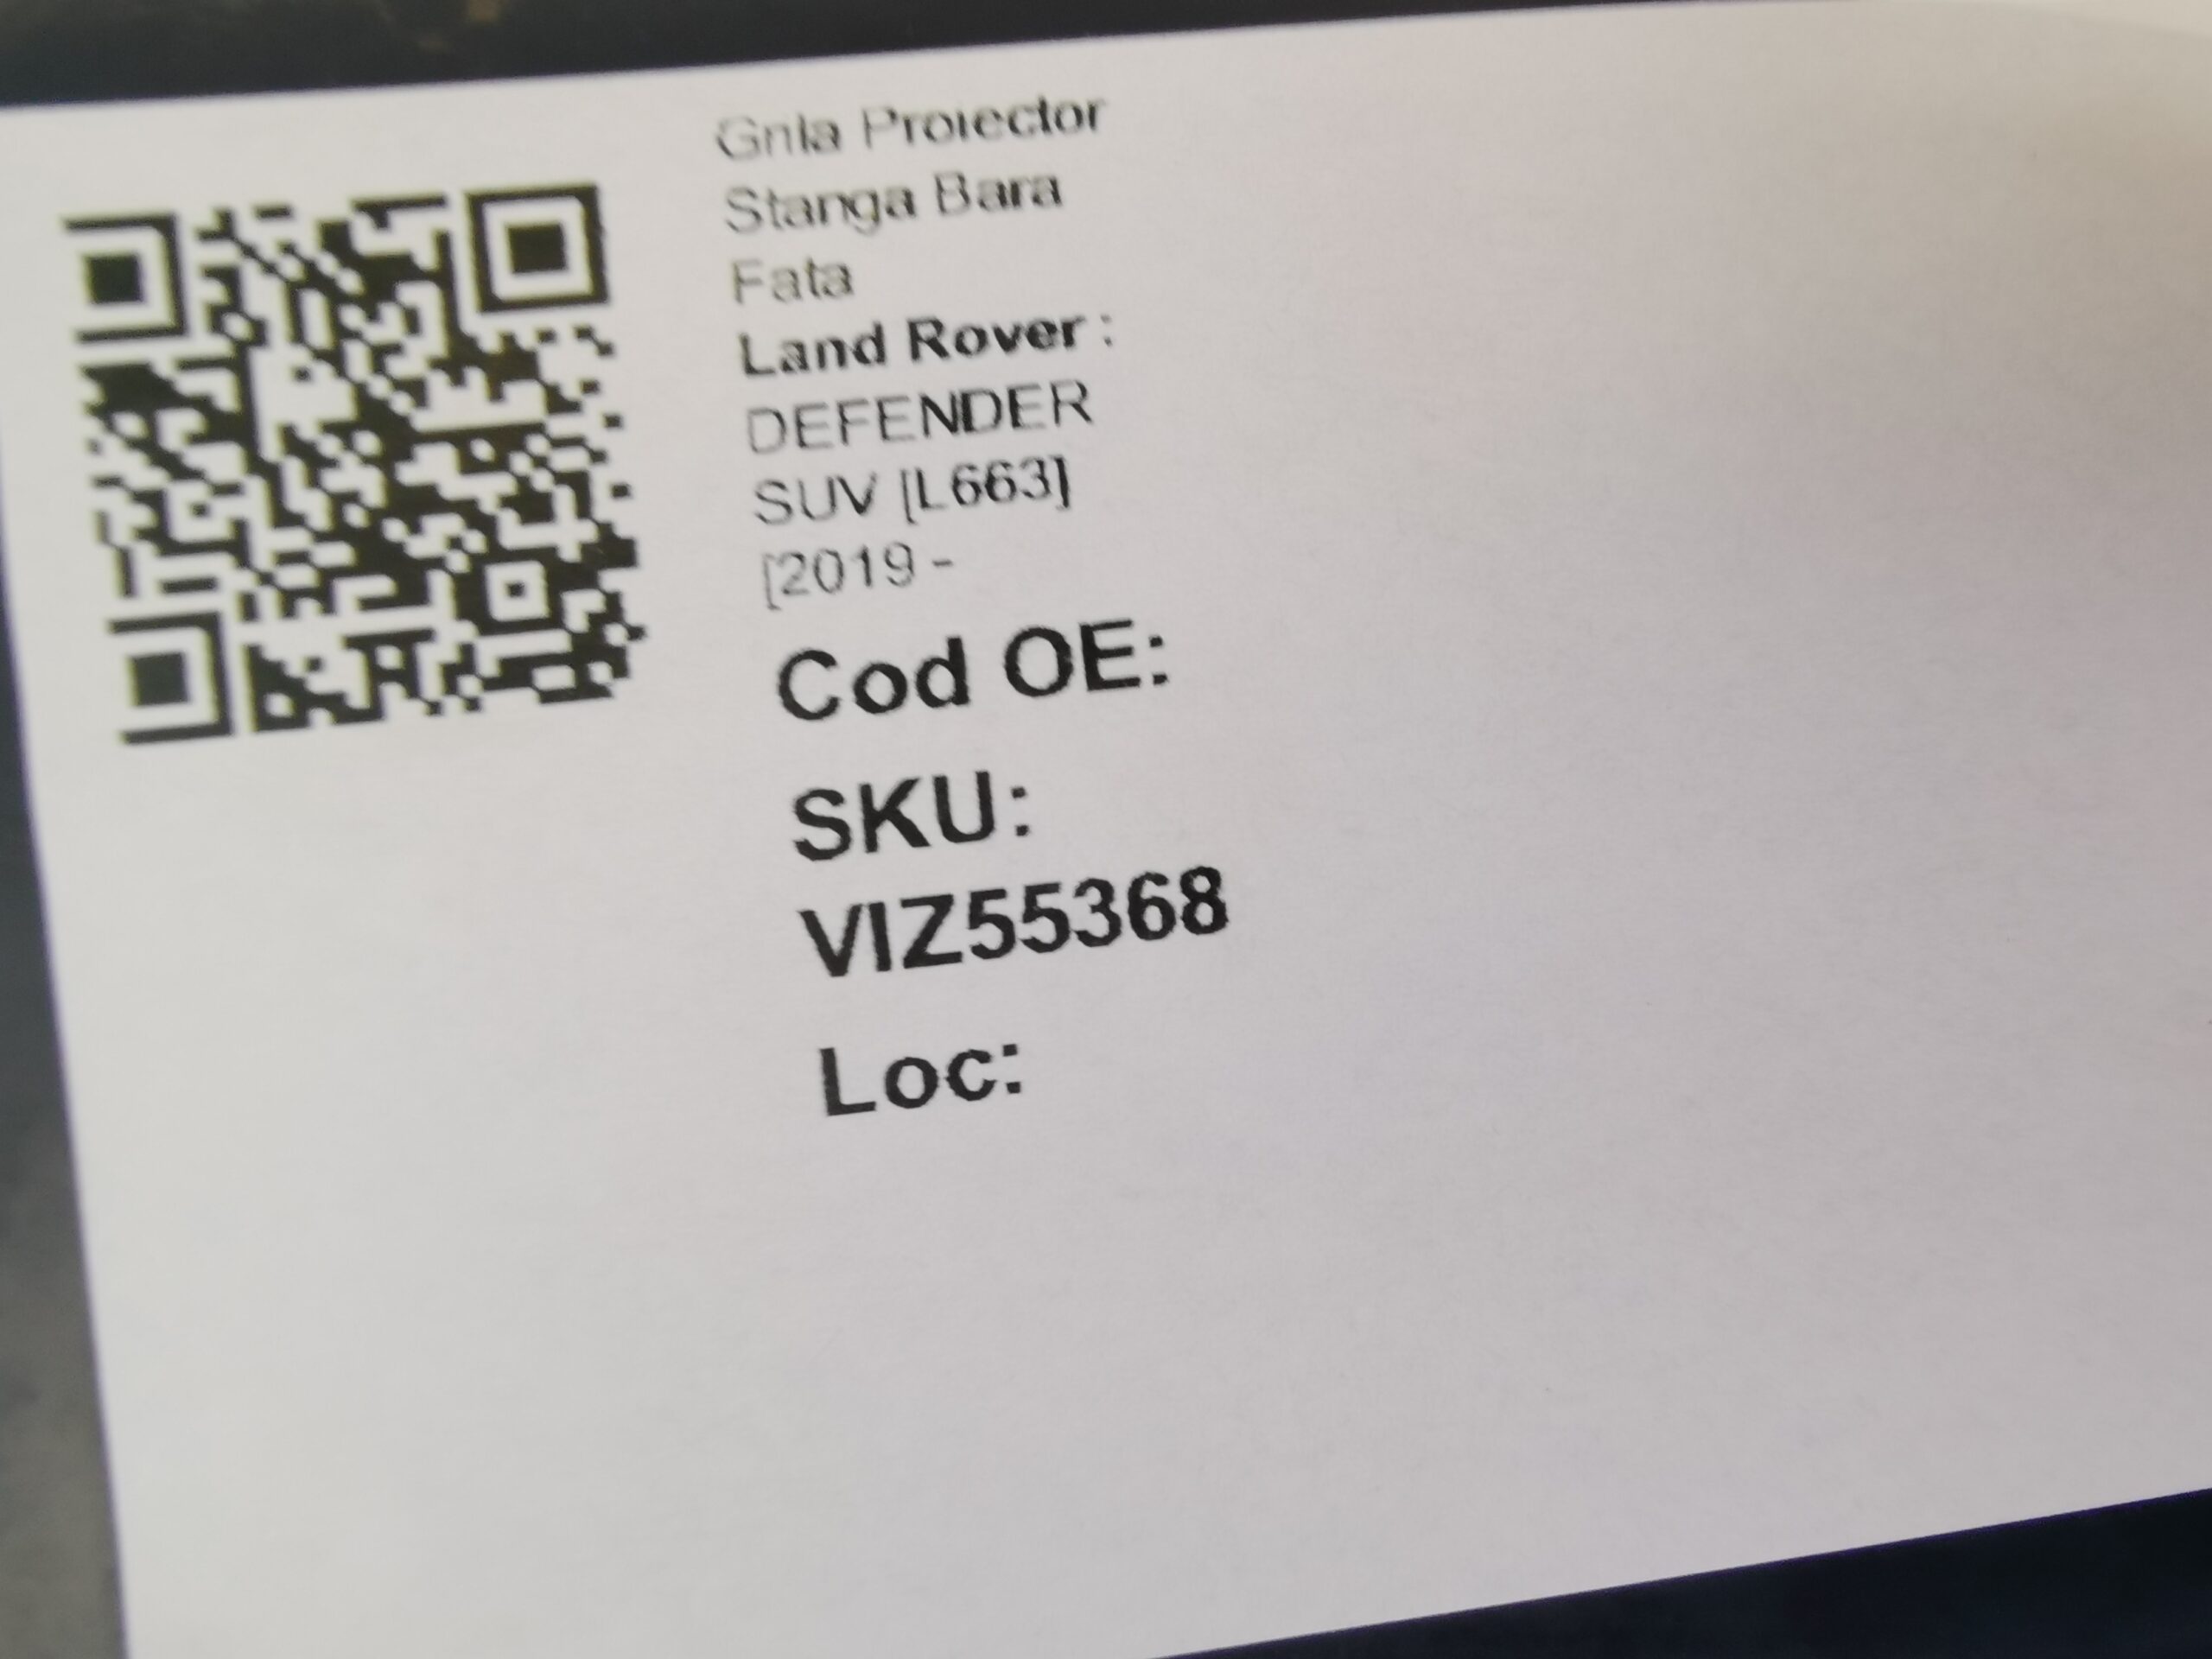 Grila Proiector
Stanga Bara
Fata
Land Rover :
DEFENDER
SUV [L663]
[2019 -
Cod OE:
SKU:
VIZ55368
Loc: